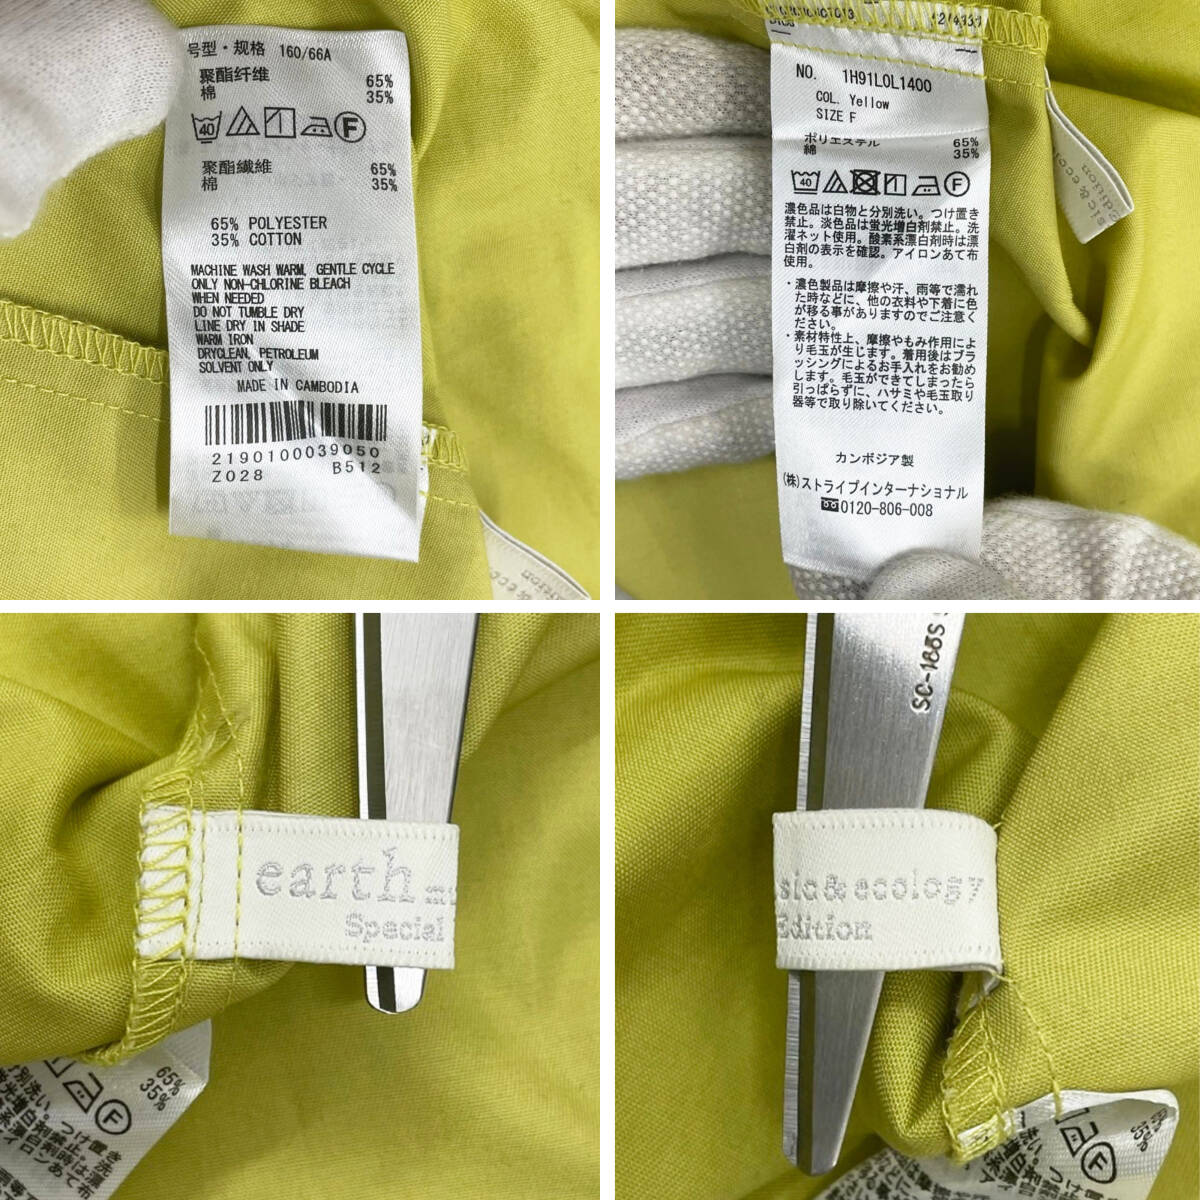 号型・规格 160/66A
聚酯纤维 65%
棉 35%
40 F
聚酯纖維 65%
棉 35%
65% POLYESTER
35% COTTON
MACHINE WASH WARM, GENTLE CYCLE
ONLY NON-CHLORINE BLEACH
WHEN NEEDED
DO NOT TUMBLE DRY
LINE DRY IN SHADE
WARM IRON
DRYCLEAN, PETROLEUM
SOLVENT ONLY
MADE IN CAMBODIA
2190100039050
Z028 B512
NO. 1H91L0L1400
COL. Yellow
SIZE F
ポリエステル 65%
綿 35%
40 F
濃色品は白物と分別洗い。つけ置き
禁止。淡色品は蛍光増白剤禁止。洗
濯ネット使用。酸素系漂白剤時は漂
白剤の表示を確認。アイロンあて布
使用。
・濃色製品は摩擦や汗、雨等で濡れ
た時などに、他の衣料や下着に色
が移る事がありますのでご注意く
ださい。
・素材特性上、摩擦やもみ作用によ
り毛玉が生じます。着用後はブラ
ッシングによるお手入れをお勧め
します。毛玉ができてしまったら
引っぱらずに、ハサミや毛玉取り
器等で取り除いてください。
カンボジア製
(株)ストライプインターナショナル
0120-806-008
sic & ecol
Edition
earth
Special
65%
35%
F
SC-165S
sic & ecology
Edition
F